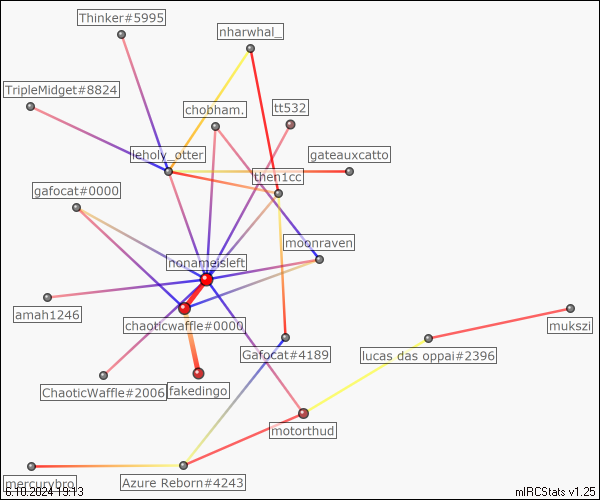 Thinker#5995
nharwhal_
TripleMidget#8824
chobham.
tt532
leholy_otter
gateauxcatto
then1cc
gafocat#0000
moonraven
nonameisleft
amah1246
chaoticwaffle#0000
mukszi
Gafocat#4189
lucas das oppai#2396
ChaoticWaffle#2006
fakedingo
motorthud
mercurybro
Azure Reborn#4243
6.10.2024 19:13
mIRCStats v1.25